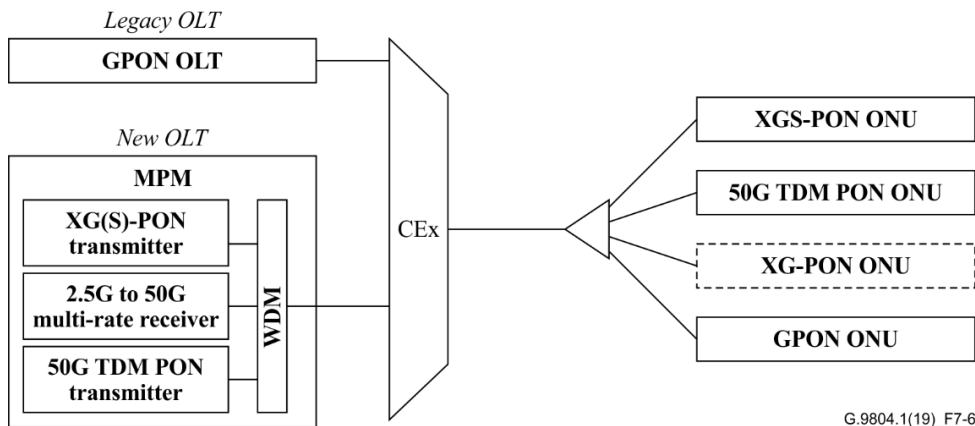 Legacy OLT
GPON OLT
New OLT
MPM
XG(S)-PON
transmitter
2.5G to 50G
multi-rate receiver
50G TDM PON
transmitter
WDM
CEx
XGS-PON ONU
50G TDM PON ONU
XG-PON ONU
GPON ONU
G.9804.1(19)_F7-6